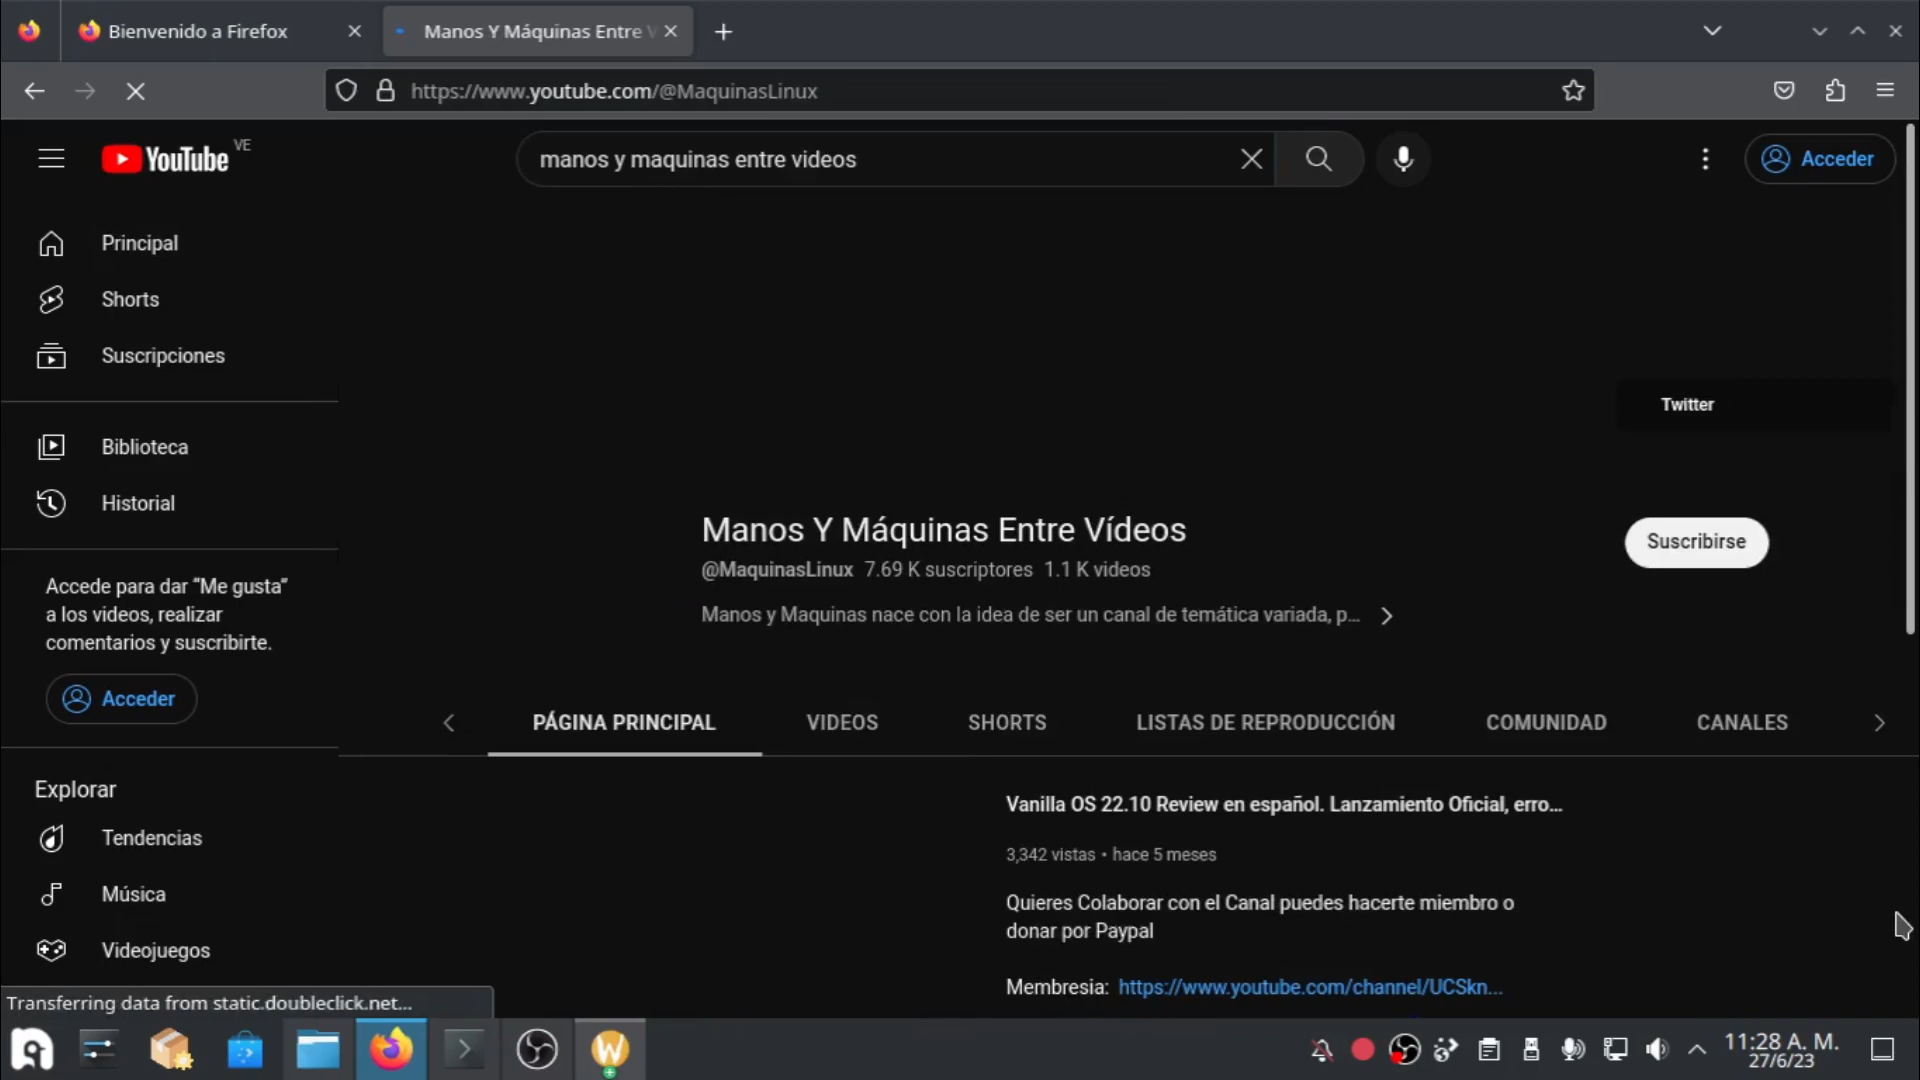 Bienvenido a Firefox
Manos Y Máquinas Entre V
https://www.youtube.com/@MaquinasLinux
YouTube VE
manos y maquinas entre videos
Acceder
Principal
Shorts
Suscripciones
Twitter
Biblioteca
Historial
Manos Y Máquinas Entre Vídeos
Suscribirse
@MaquinasLinux 7.69 K suscriptores 1.1 K videos
Manos y Maquinas nace con la idea de ser un canal de temática variada, p...
Accede para dar “Me gusta”
a los videos, realizar
comentarios y suscribirte.
Acceder
PÁGINA PRINCIPAL VIDEOS SHORTS LISTAS DE REPRODUCCIÓN COMUNIDAD CANALES
Explorar
Tendencias
Música
Videojuegos
Vanilla OS 22.10 Review en español. Lanzamiento Oficial, erro...
3,342 vistas • hace 5 meses
Quieres Colaborar con el Canal puedes hacerte miembro o
donar por Paypal
Membresia: https://www.youtube.com/channel/UCSkn...
Transferring data from static.doubleclick.net...
11:28 A. M.
27/6/23